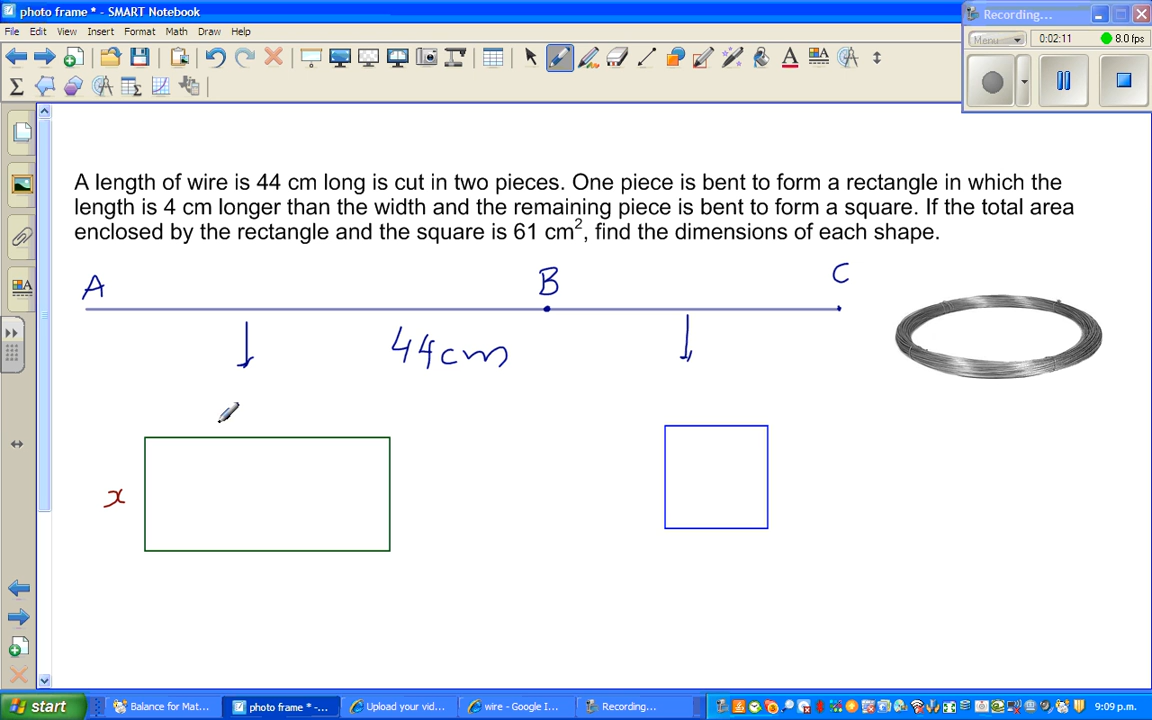 photo frame * - SMART Notebook
Recording...
File Edit View Insert Format Math Draw Help
Menu
0:02:11
8.0 fps
A length of wire is 44 cm long is cut in two pieces. One piece is bent to form a rectangle in which the
length is 4 cm longer than the width and the remaining piece is bent to form a square. If the total area
enclosed by the rectangle and the square is 61 cm², find the dimensions of each shape.
A
B
C
44cm
x
start
Balance for Mat...
photo frame * -...
Upload your vide...
wire - Google I...
Recording...
9:09 p.m.